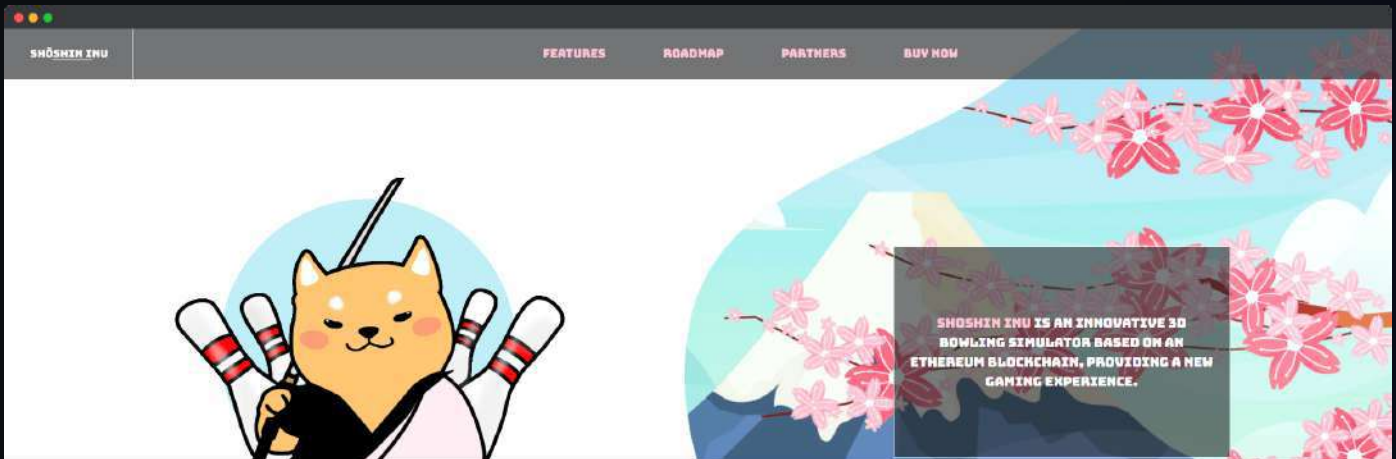 SHŌSHIN INU
FEATURES
ROADMAP
PARTNERS
BUY NOW
SHOSHIN INU IS AN INNOVATIVE 3D
BOWLING SIMULATOR BASED ON AN
ETHEREUM BLOCKCHAIN, PROVIDING A NEW
GAMING EXPERIENCE.